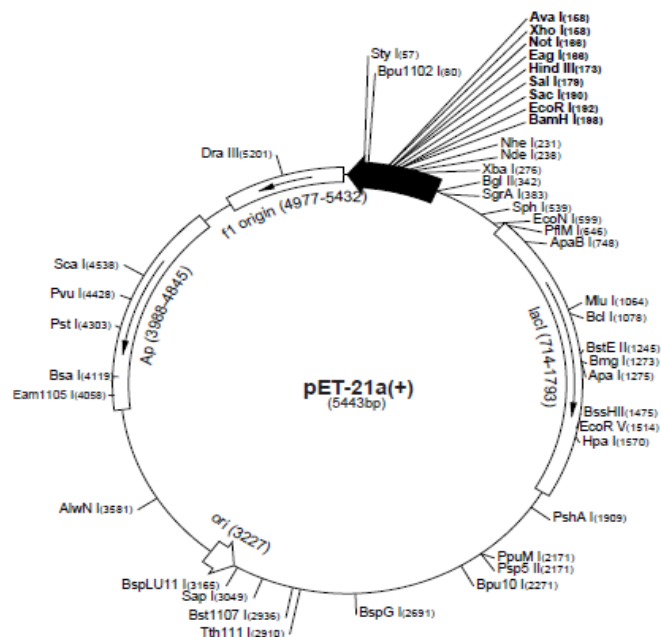 Ava I(158)
Xho I(158)
Not I(166)
Eag I(166)
Hind III(173)
Sal I(179)
Sac I(190)
EcoR I(192)
BamH I(198)
Sty I(57)
Bpu1102 I(80)
Nhe I(231)
Nde I(238)
Xba I(276)
Bgl II(342)
SgrA I(383)
Sph I(539)
EcoN I(599)
PflM I(646)
ApaB I(748)
Dra III(5201)
f1 origin (4977-5432)
Sca I(4538)
Pvu I(4428)
Pst I(4303)
Ap (3988-4845)
Bsa I(4119)
Eam1105 I(4058)
Mlu I(1064)
Bcl I(1078)
lacI (714-1793)
BstE II(1245)
Bmg I(1273)
Apa I(1275)
pET-21a(+)
(5443bp)
BssHII(1475)
EcoR V(1514)
Hpa I(1570)
AlwN I(3581)
PshA I(1909)
ori (3227)
PpuM I(2171)
Psp5 II(2171)
Bpu10 I(2271)
BspLU11 I(3165)
Sap I(3049)
Bst1107 I(2936)
Tth111 I(2910)
BspG I(2691)